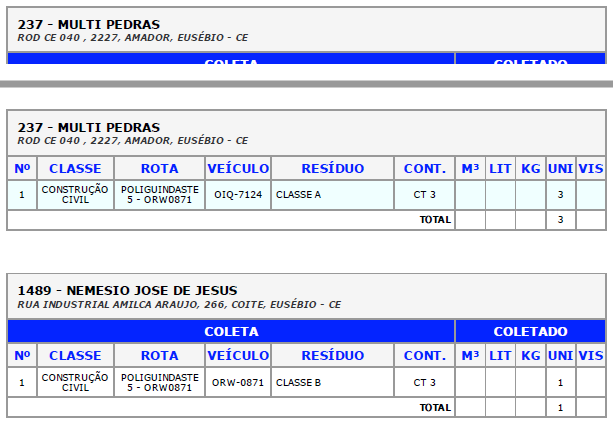 237 - MULTI PEDRAS
ROD CE 040 , 2227, AMADOR, EUSÉBIO - CE
COLETA COLETADO
237 - MULTI PEDRAS
ROD CE 040 , 2227, AMADOR, EUSÉBIO - CE
Nº CLASSE ROTA VEÍCULO RESÍDUO CONT. M³ LIT KG UNI VIS
1 CONSTRUÇÃO CIVIL POLIGUINDASTE 5 - ORW0871 OIQ-7124 CLASSE A CT 3 3
TOTAL 3
1489 - NEMESIO JOSE DE JESUS
RUA INDUSTRIAL AMILCA ARAUJO, 266, COITE, EUSÉBIO - CE
COLETA COLETADO
Nº CLASSE ROTA VEÍCULO RESÍDUO CONT. M³ LIT KG UNI VIS
1 CONSTRUÇÃO CIVIL POLIGUINDASTE 5 - ORW0871 ORW-0871 CLASSE B CT 3 1
TOTAL 1